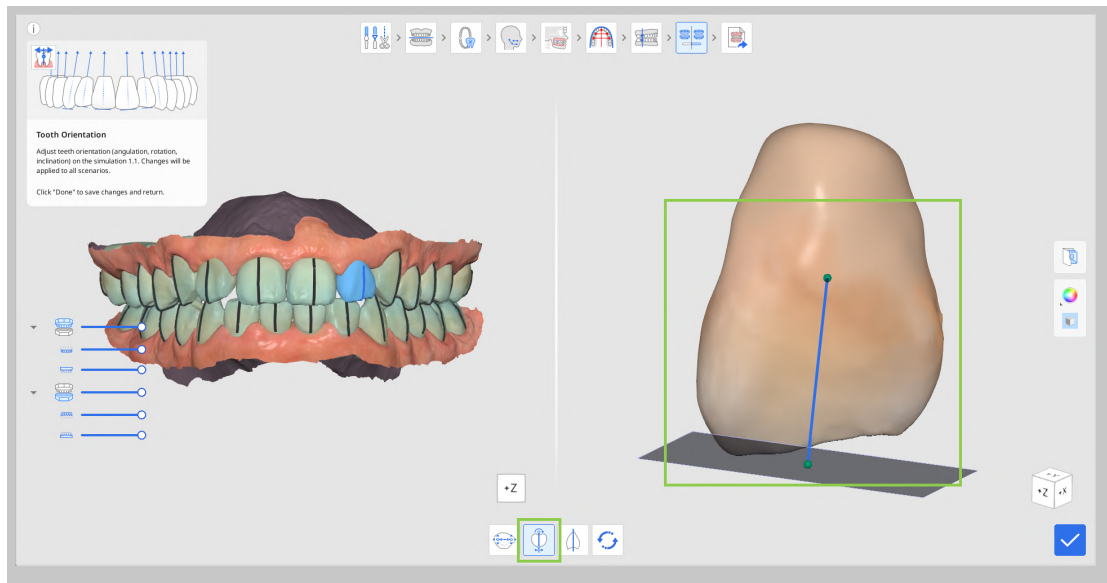 Tooth Orientation
Adjust teeth orientation (angulation, rotation,
inclination) on the simulation 1.1. Changes will be
applied to all scenarios.
Click "Done" to save changes and return.
+Z
+Z
+X